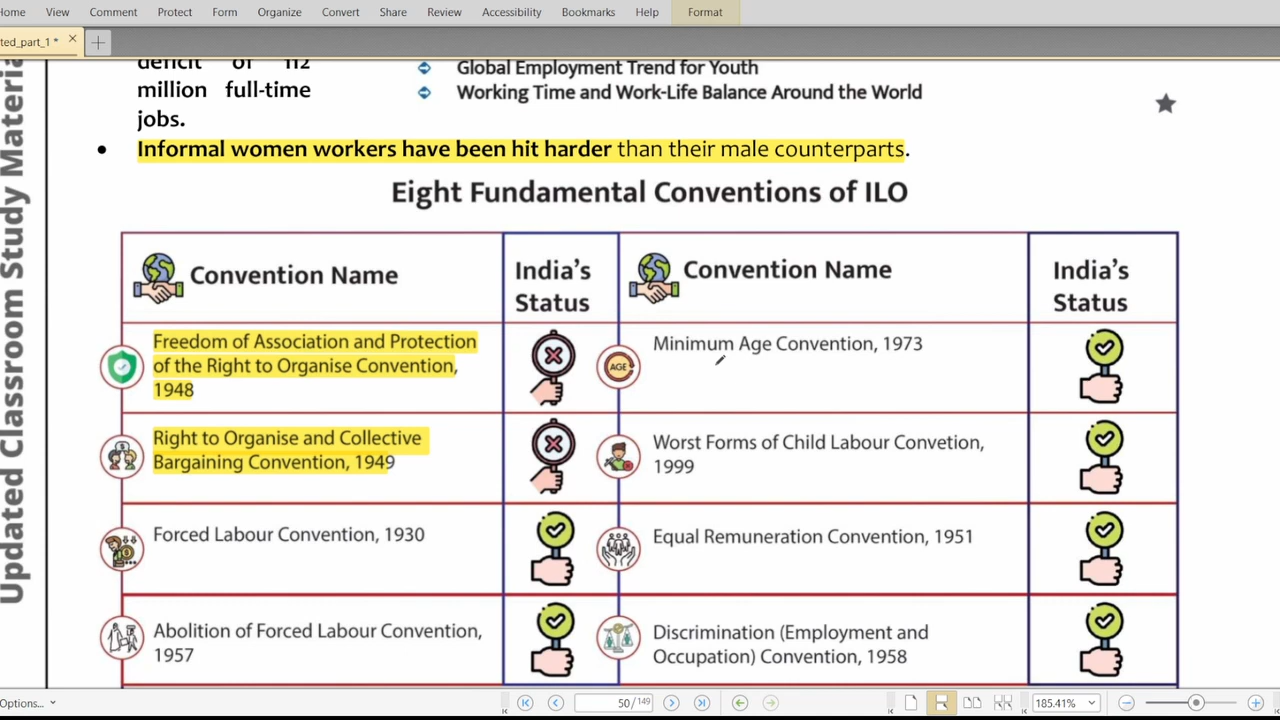 Home View Comment Protect Form Organize Convert Share Review Accessibility Bookmarks Help Format
ted_part_1 *
deficit of 112
million full-time
jobs.
Global Employment Trend for Youth
Working Time and Work-Life Balance Around the World
• Informal women workers have been hit harder than their male counterparts.
Eight Fundamental Conventions of ILO
Convention Name
India's
Status
Convention Name
India's
Status
Freedom of Association and Protection
of the Right to Organise Convention,
1948
AGE
Minimum Age Convention, 1973
Right to Organise and Collective
Bargaining Convention, 1949
Worst Forms of Child Labour Convetion,
1999
Forced Labour Convention, 1930
Equal Remuneration Convention, 1951
Abolition of Forced Labour Convention,
1957
Discrimination (Employment and
Occupation) Convention, 1958
Updated Classroom Study Material
Options...
50 / 149
185.41%